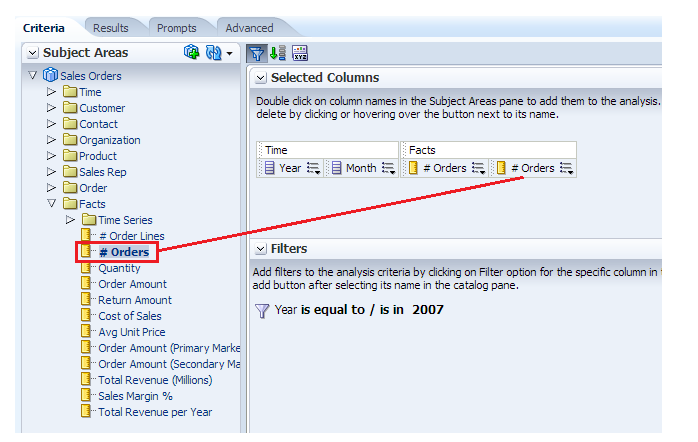 Criteria Results Prompts Advanced
Subject Areas
Sales Orders
Time
Customer
Contact
Organization
Product
Sales Rep
Order
Facts
Time Series
# Order Lines
# Orders
Quantity
Order Amount
Return Amount
Cost of Sales
Avg Unit Price
Order Amount (Primary Marke
Order Amount (Secondary Ma
Total Revenue (Millions)
Sales Margin %
Total Revenue per Year
XYZ
Selected Columns
Double click on column names in the Subject Areas pane to add them to the analysis.
delete by clicking or hovering over the button next to its name.
Time Facts
Year Month # Orders # Orders
Filters
Add filters to the analysis criteria by clicking on Filter option for the specific column in
add button after selecting its name in the catalog pane.
Year is equal to / is in 2007